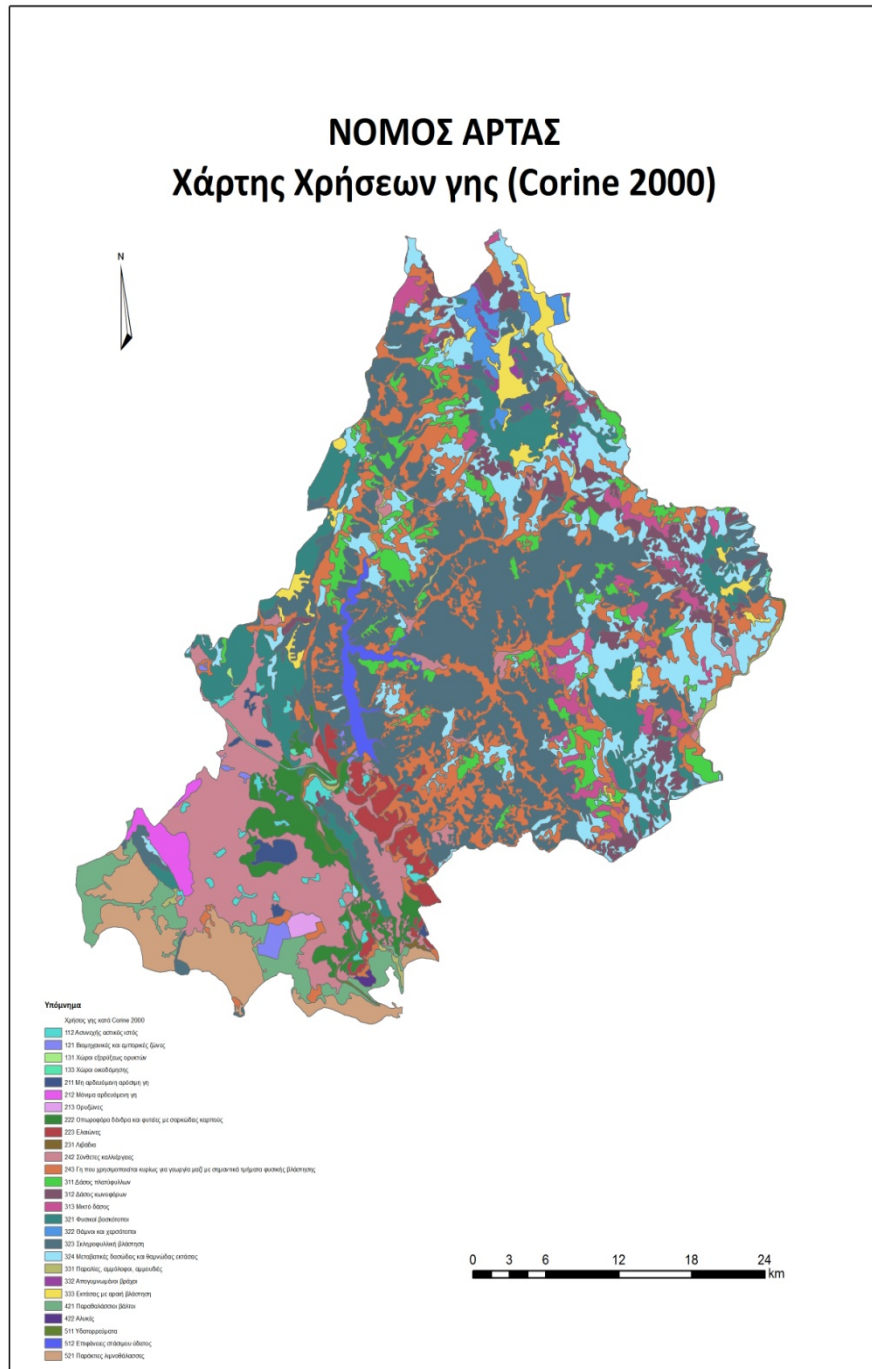 ΝΟΜΟΣ ΑΡΤΑΣ
Χάρτης Χρήσεων γης (Corine 2000)
N
Υπόμνημα
Χρήσος γης κατά Corine 2000
112 Ασυνεχής αστικός ιστός
121 Βιομηχανικές και εμπορικές ζώνες
131 Χώροι εξορύξεως ορυκτών
133 Χώροι οικοδόμησης
211 Μη αρδευόμενη αρόσιμη γη
212 Μόνιμα αρδευόμενη γη
213 Ορυζώνες
222 Οπωροφόρα δένδρα και φυτείες με σαρκώδεις καρπούς
223 Ελαιώνες
231 Λιβάδια
242 Σύνθετες καλλιέργειες
243 Γη που χρησιμοποιείται κυρίως για γεωργία μαζί με σημαντικά τμήματα φυσικής βλάστησης
311 Δάσος πλατύφυλλων
312 Δάσος κωνοφόρων
313 Μικτό δάσος
321 Φυσικοί βοσκότοποι
322 Θάμνοι και χερσότοποι
323 Σκληροφυλλική βλάστηση
324 Μεταβατικές δασώδεις και θαμνώδεις εκτάσεις
331 Παραλίες, αμμόλοφοι, αμμουδιές
332 Απογυμνωμένοι βράχοι
333 Εκτάσεις με αραιή βλάστηση
421 Παραθαλάσσιοι βάλτοι
422 Αλυκές
511 Υδατορρεύματα
512 Επιφάνειες στάσιμου ύδατος
521 Παράκτιες λιμνοθάλασσες
0 3 6 12 18 24
km